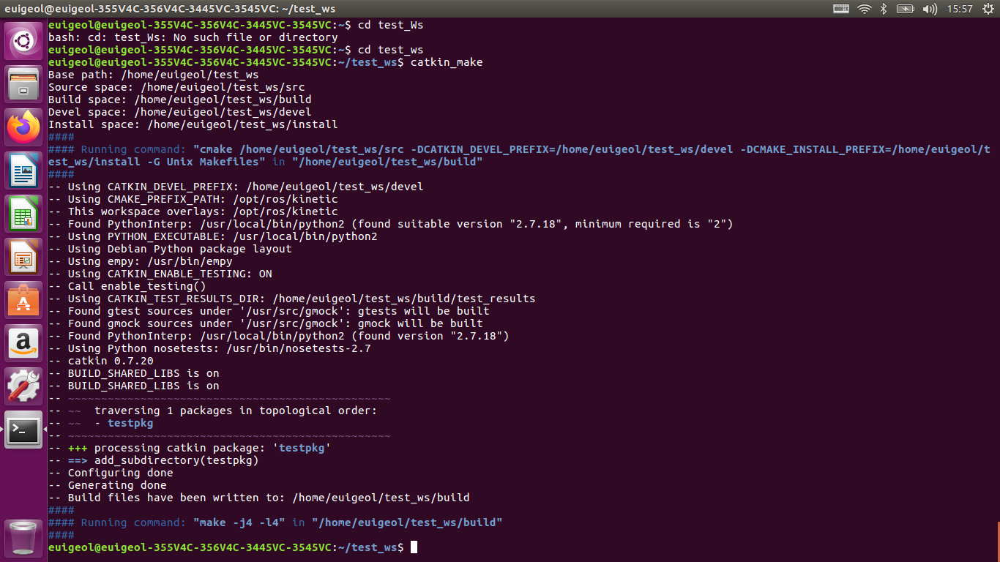 euigeol@euigeol-355V4C-356V4C-3445VC-3545VC: ~/test_ws
15:57
euigeol@euigeol-355V4C-356V4C-3445VC-3545VC:~$ cd test_Ws
bash: cd: test_Ws: No such file or directory
euigeol@euigeol-355V4C-356V4C-3445VC-3545VC:~$ cd test_ws
euigeol@euigeol-355V4C-356V4C-3445VC-3545VC:~/test_ws$ catkin_make
Base path: /home/euigeol/test_ws
Source space: /home/euigeol/test_ws/src
Build space: /home/euigeol/test_ws/build
Devel space: /home/euigeol/test_ws/devel
Install space: /home/euigeol/test_ws/install
####
#### Running command: "cmake /home/euigeol/test_ws/src -DCATKIN_DEVEL_PREFIX=/home/euigeol/test_ws/devel -DCMAKE_INSTALL_PREFIX=/home/euigeol/t
est_ws/install -G Unix Makefiles" in "/home/euigeol/test_ws/build"
####
-- Using CATKIN_DEVEL_PREFIX: /home/euigeol/test_ws/devel
-- Using CMAKE_PREFIX_PATH: /opt/ros/kinetic
-- This workspace overlays: /opt/ros/kinetic
-- Found PythonInterp: /usr/local/bin/python2 (found suitable version "2.7.18", minimum required is "2")
-- Using PYTHON_EXECUTABLE: /usr/local/bin/python2
-- Using Debian Python package layout
-- Using empy: /usr/bin/empy
-- Using CATKIN_ENABLE_TESTING: ON
-- Call enable_testing()
-- Using CATKIN_TEST_RESULTS_DIR: /home/euigeol/test_ws/build/test_results
-- Found gtest sources under '/usr/src/gmock': gtests will be built
-- Found gmock sources under '/usr/src/gmock': gmock will be built
-- Found PythonInterp: /usr/local/bin/python2 (found version "2.7.18")
-- Using Python nosetests: /usr/bin/nosetests-2.7
-- catkin 0.7.20
-- BUILD_SHARED_LIBS is on
-- BUILD_SHARED_LIBS is on
-- ~~~~~~~~~~~~~~~~~~~~~~~~~~~~~~~~~~~~~~~~~~~~~~~~~
-- ~~  traversing 1 packages in topological order:
-- ~~  - testpkg
-- ~~~~~~~~~~~~~~~~~~~~~~~~~~~~~~~~~~~~~~~~~~~~~~~~~
-- +++ processing catkin package: 'testpkg'
-- ==> add_subdirectory(testpkg)
-- Configuring done
-- Generating done
-- Build files have been written to: /home/euigeol/test_ws/build
####
#### Running command: "make -j4 -l4" in "/home/euigeol/test_ws/build"
####
euigeol@euigeol-355V4C-356V4C-3445VC-3545VC:~/test_ws$